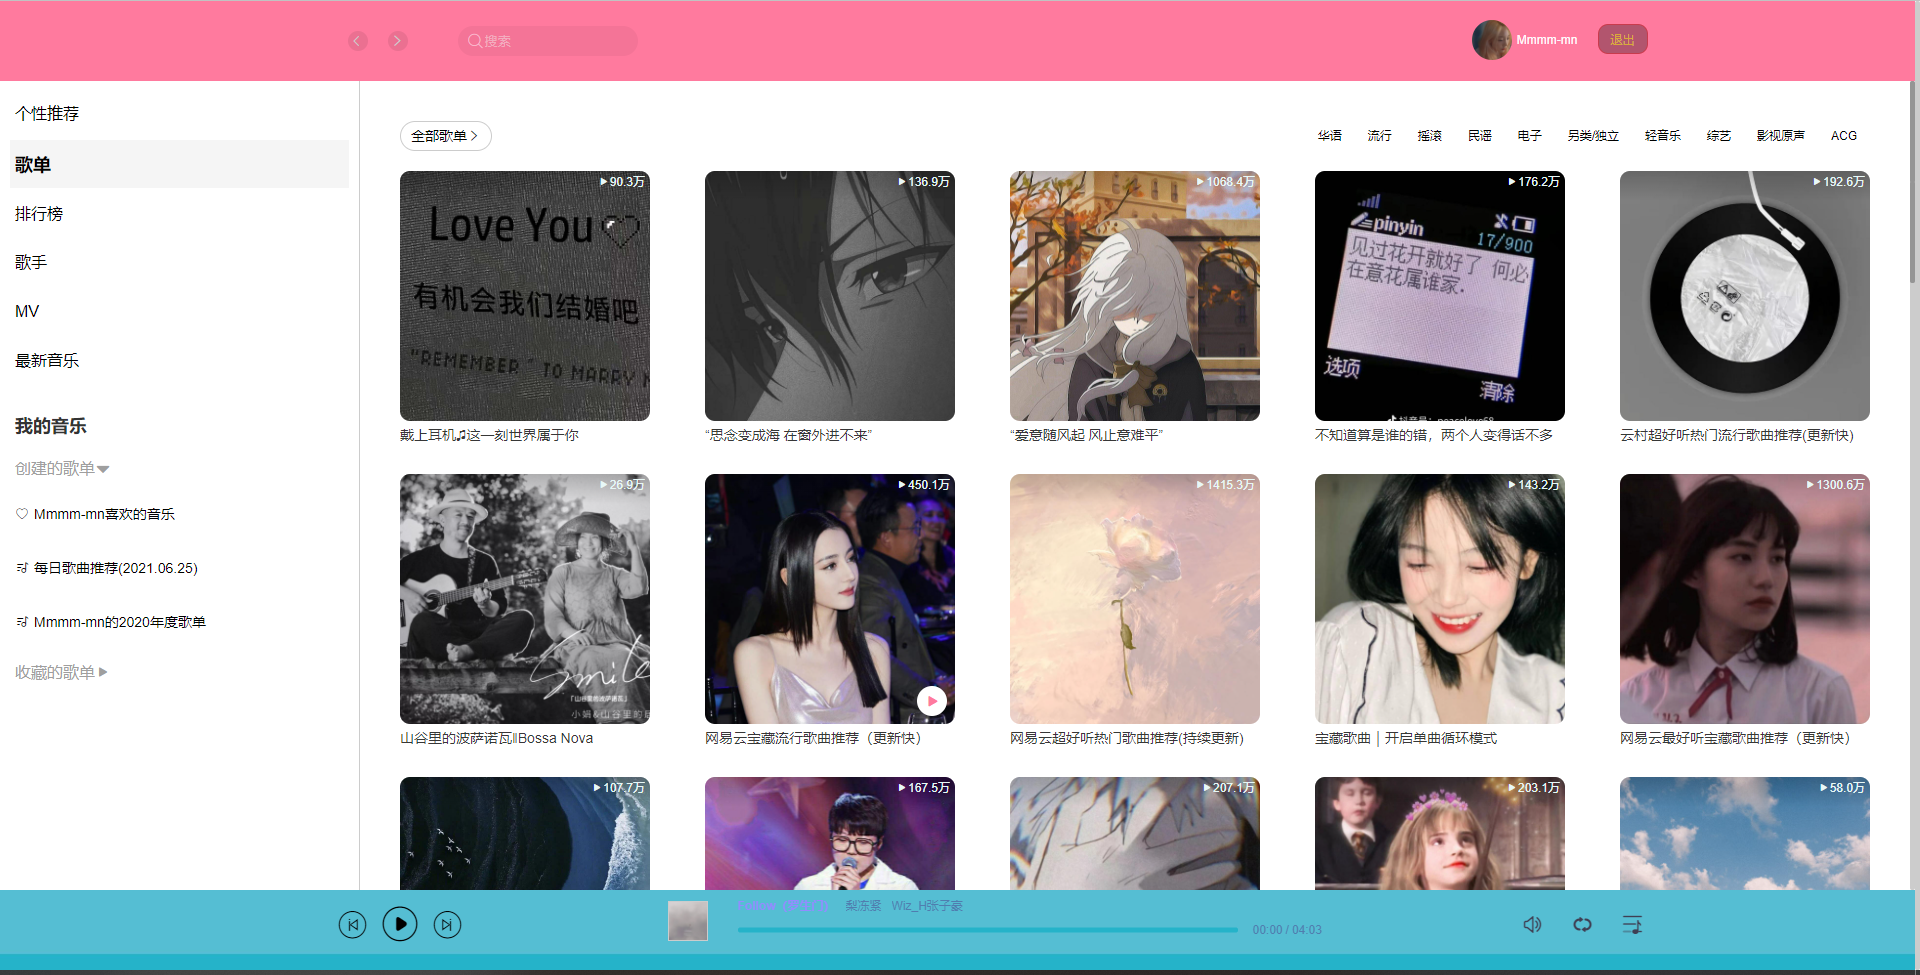 搜索
Mmmm-mn
退出
个性推荐
歌单
排行榜
歌手
MV
最新音乐
我的音乐
创建的歌单
Mmmm-mn喜欢的音乐
每日歌曲推荐(2021.06.25)
Mmmm-mn的2020年度歌单
收藏的歌单
全部歌单
华语 流行 摇滚 民谣 电子 另类/独立 轻音乐 综艺 影视原声 ACG
90.3万
Love You
有机会我们结婚吧
"REMEMBER " TO MARRY
戴上耳机♫这一刻世界属于你
136.9万
“思念变成海 在窗外进不来”
1068.4万
“爱意随风起 风止意难平”
176.2万
pinyin
17/900
见过花开就好了 何必
在意花属谁家.
选项
清除
不知道算是谁的错，两个人变得话不多
192.6万
云村超好听热门流行歌曲推荐(更新快)
26.9万
Smile
「山谷里的波萨诺瓦」
小娟&山谷里的居
山谷里的波萨诺瓦‖Bossa Nova
450.1万
网易云宝藏流行歌曲推荐（更新快）
1415.3万
网易云超好听热门歌曲推荐(持续更新)
143.2万
宝藏歌曲｜开启单曲循环模式
1300.6万
网易云最好听宝藏歌曲推荐（更新快）
107.7万
167.5万
207.1万
203.1万
58.0万
梨冻紧 Wiz_H张子豪
00:00 / 04:03